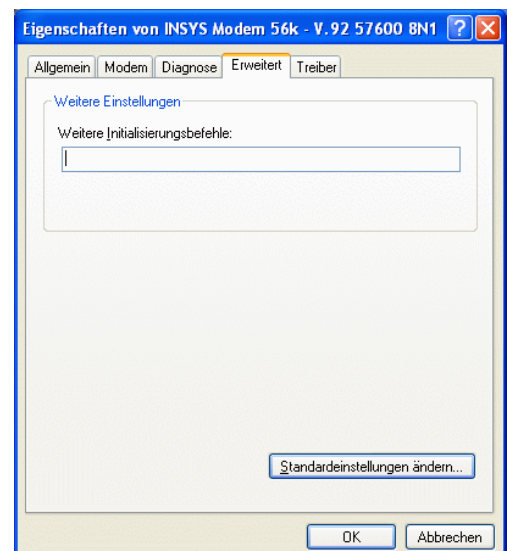 Eigenschaften von INSYS Modem 56k - V.92 57600 8N1
Allgemein Modem Diagnose Erweitert Treiber
Weitere Einstellungen
Weitere Initialisierungsbefehle:
Standardeinstellungen ändern...
OK Abbrechen